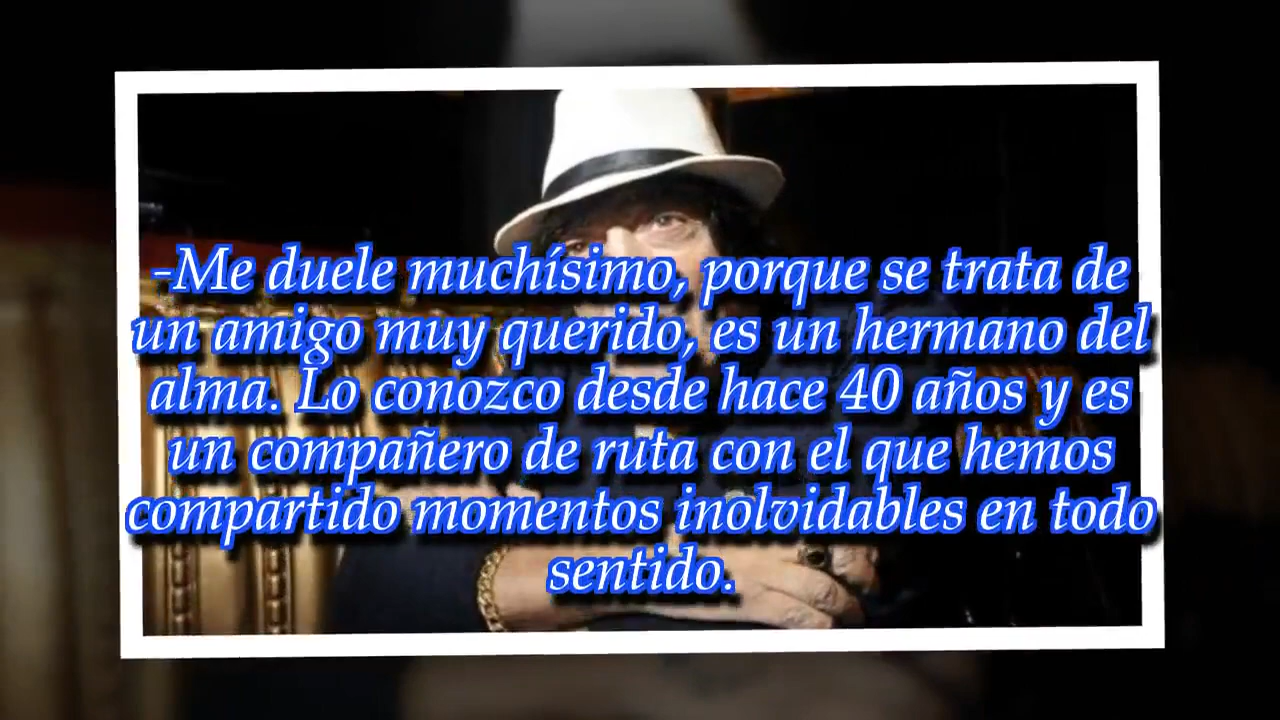 -Me duele muchísimo, porque se trata de
un amigo muy querido, es un hermano del
alma. Lo conozco desde hace 40 años y es
un compañero de ruta con el que hemos
compartido momentos inolvidables en todo
sentido.